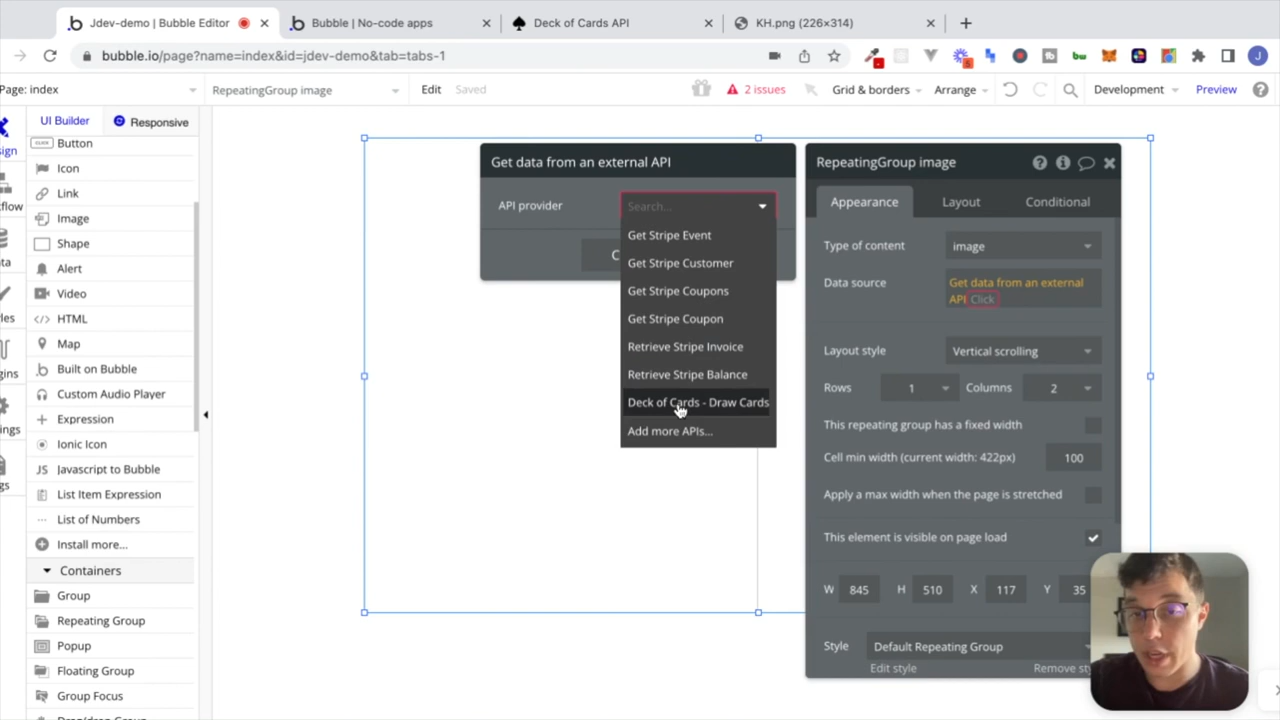 Jdev-demo | Bubble Editor
Bubble | No-code apps
Deck of Cards API
KH.png (226×314)
bubble.io/page?name=index&id=jdev-demo&tab=tabs-1
J
Page: index
RepeatingGroup image
Edit
Saved
2 issues
Grid & borders
Arrange
Development
Preview
UI Builder
Responsive
Button
Icon
Link
Image
Shape
Alert
Video
HTML
Map
Built on Bubble
Custom Audio Player
Expression
Ionic Icon
Javascript to Bubble
List Item Expression
List of Numbers
Install more...
Containers
Group
Repeating Group
Popup
Floating Group
Group Focus
Get data from an external API
API provider
Search...
Get Stripe Event
Get Stripe Customer
Get Stripe Coupons
Get Stripe Coupon
Retrieve Stripe Invoice
Retrieve Stripe Balance
Deck of Cards - Draw Cards
Add more APIs...
RepeatingGroup image
Appearance
Layout
Conditional
Type of content
image
Data source
Get data from an external
API Click
Layout style
Vertical scrolling
Rows
1
Columns
2
This repeating group has a fixed width
Cell min width (current width: 422px)
100
Apply a max width when the page is stretched
This element is visible on page load
W 845 H 510 X 117 Y 35
Style
Default Repeating Group
Edit style
Remove sty